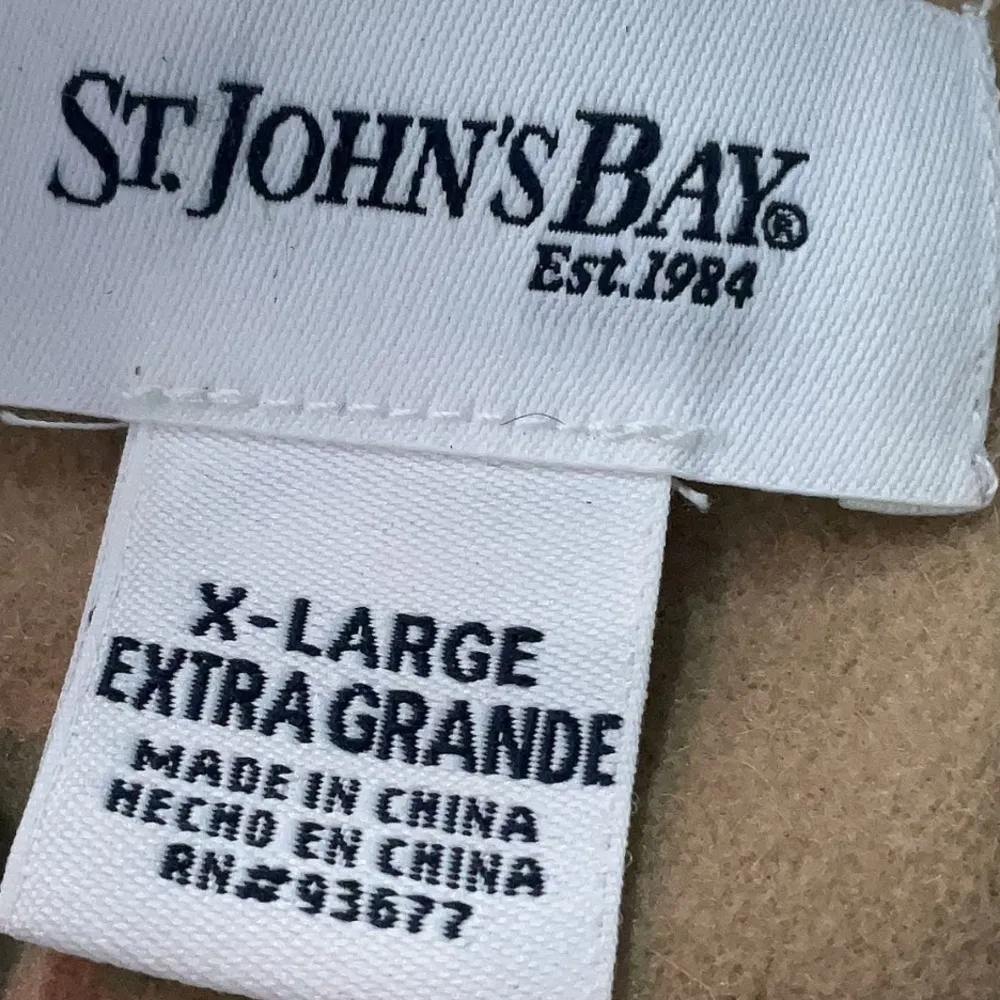 ST. JOHN'S BAY®
Est. 1984
X-LARGE
EXTRA GRANDE
MADE IN CHINA
HECHO EN CHINA
RN#93677